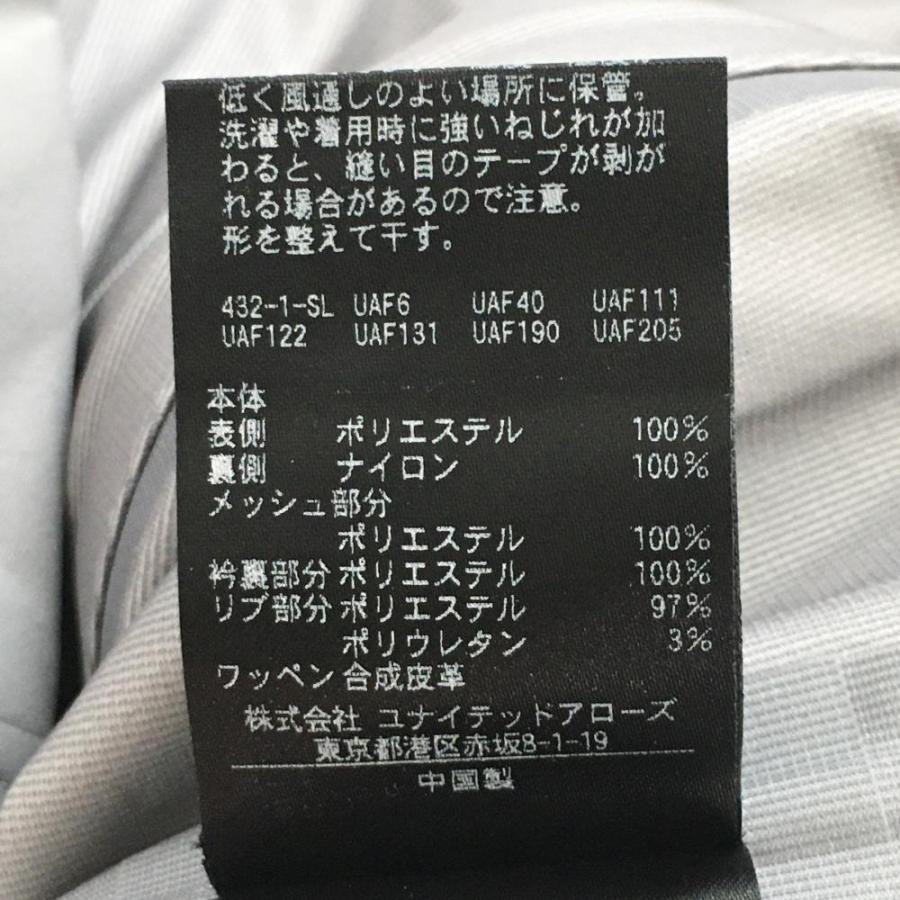 低く風通しのよい場所に保管。
洗濯や着用時に強いねじれが加
わると、縫い目のテープが剥が
れる場合があるので注意。
形を整えて干す。
432-1-SL UAF6 UAF40 UAF111
UAF122 UAF131 UAF190 UAF205
本体
表側 ポリエステル 100%
裏側 ナイロン 100%
メッシュ部分
ポリエステル 100%
衿裏部分 ポリエステル 100%
リブ部分 ポリエステル 97%
ポリウレタン 3%
ワッペン 合成皮革
株式会社 ユナイテッドアローズ
東京都港区赤坂8-1-19
中国製